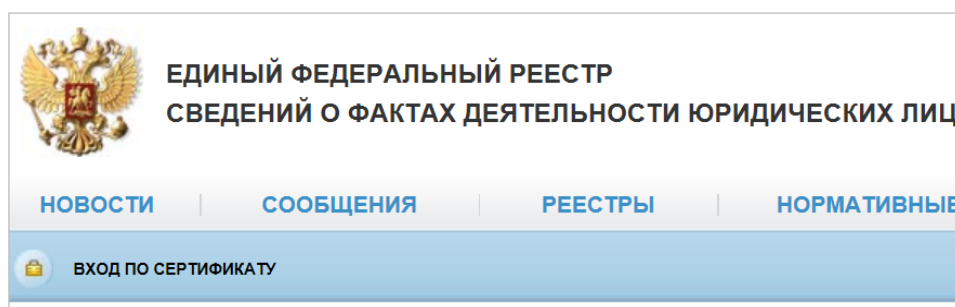 ЕДИНЫЙ ФЕДЕРАЛЬНЫЙ РЕЕСТР
СВЕДЕНИЙ О ФАКТАХ ДЕЯТЕЛЬНОСТИ ЮРИДИЧЕСКИХ ЛИЦ
НОВОСТИ СООБЩЕНИЯ РЕЕСТРЫ НОРМАТИВНЫЕ
ВХОД ПО СЕРТИФИКАТУ